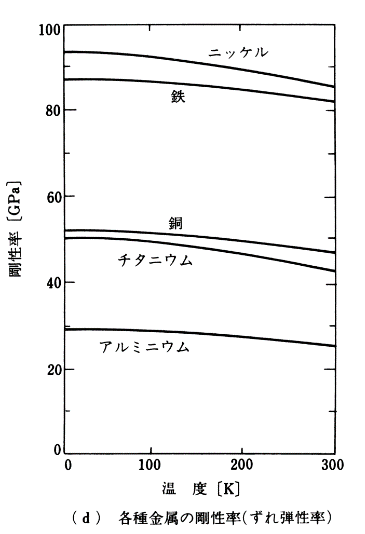 100
80
60
40
20
0
剛性率 [GPa]
ニッケル
鉄
銅
チタニウム
アルミニウム
0 100 200 300
温 度 [K]
(d) 各種金属の剛性率(ずれ弾性率)